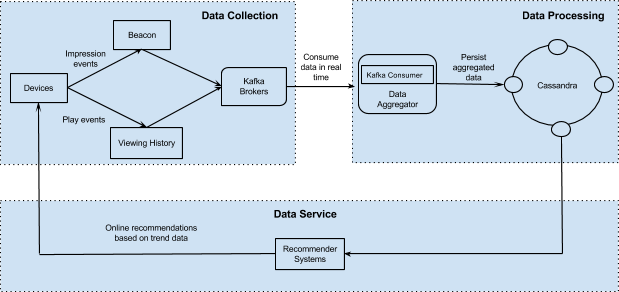 Data Collection
Beacon
Impression
events
Devices
Play events
Viewing History
Kafka
Brokers
Consume
data in real
time
Data Processing
Kafka Consumer
Data
Aggregator
Persist
aggregated
data
Cassandra
Data Service
Online recommendations
based on trend data
Recommender
Systems